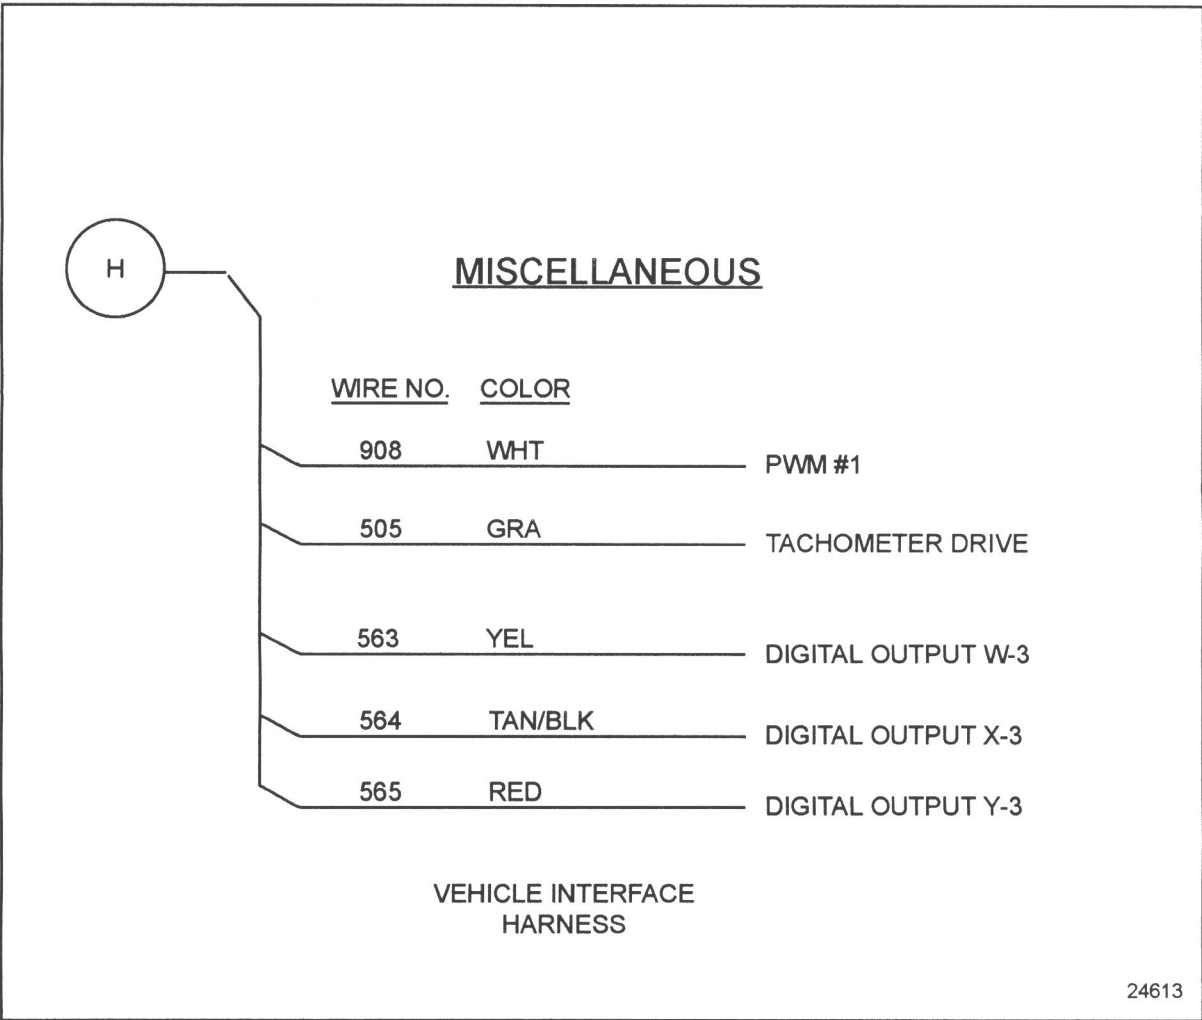 H
MISCELLANEOUS
WIRE NO. COLOR
908 WHT PWM #1
505 GRA TACHOMETER DRIVE
563 YEL DIGITAL OUTPUT W-3
564 TAN/BLK DIGITAL OUTPUT X-3
565 RED DIGITAL OUTPUT Y-3
VEHICLE INTERFACE
HARNESS
24613